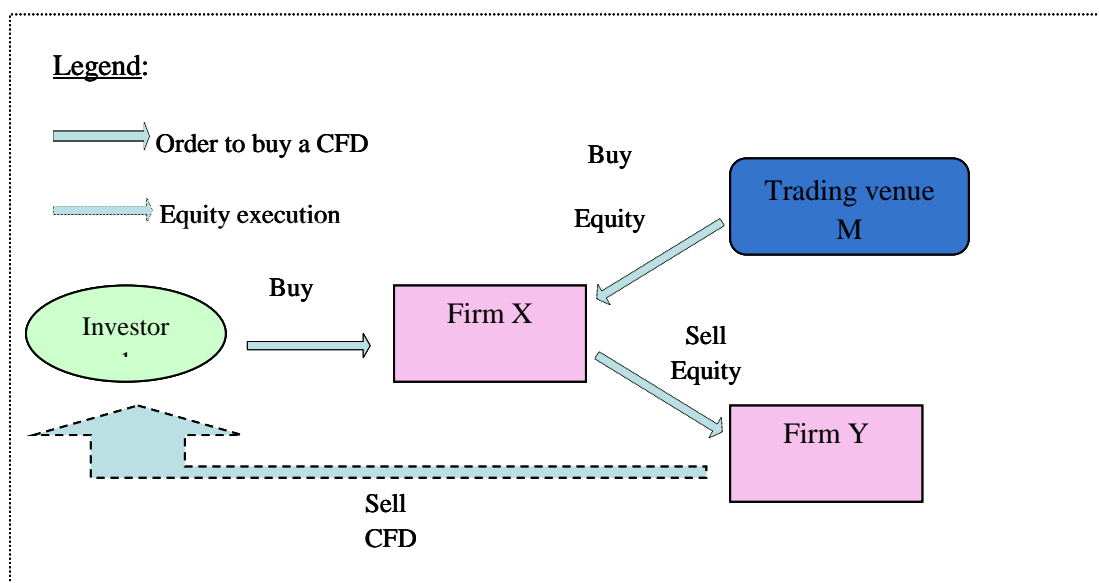 Legend:
Order to buy a CFD
Equity execution
Buy
Equity
Trading venue
M
Buy
Investor
Firm X
Sell
Equity
Firm Y
Sell
CFD